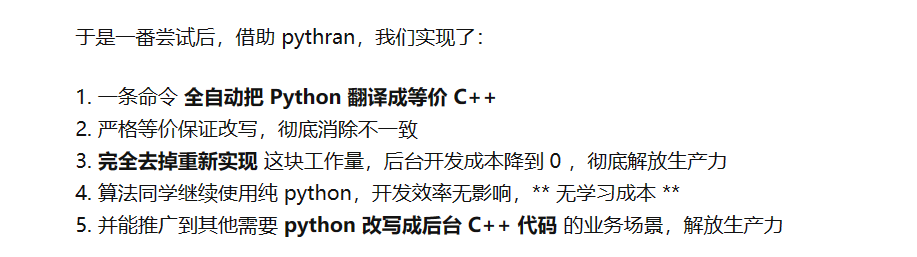 于是一番尝试后，借助 pythran，我们实现了：
1. 一条命令 全自动把 Python 翻译成等价 C++
2. 严格等价保证改写，彻底消除不一致
3. 完全去掉重新实现 这块工作量，后台开发成本降到 0 ，彻底解放生产力
4. 算法同学继续使用纯 python，开发效率无影响，** 无学习成本 **
5. 并能推广到其他需要 python 改写成后台 C++ 代码 的业务场景，解放生产力